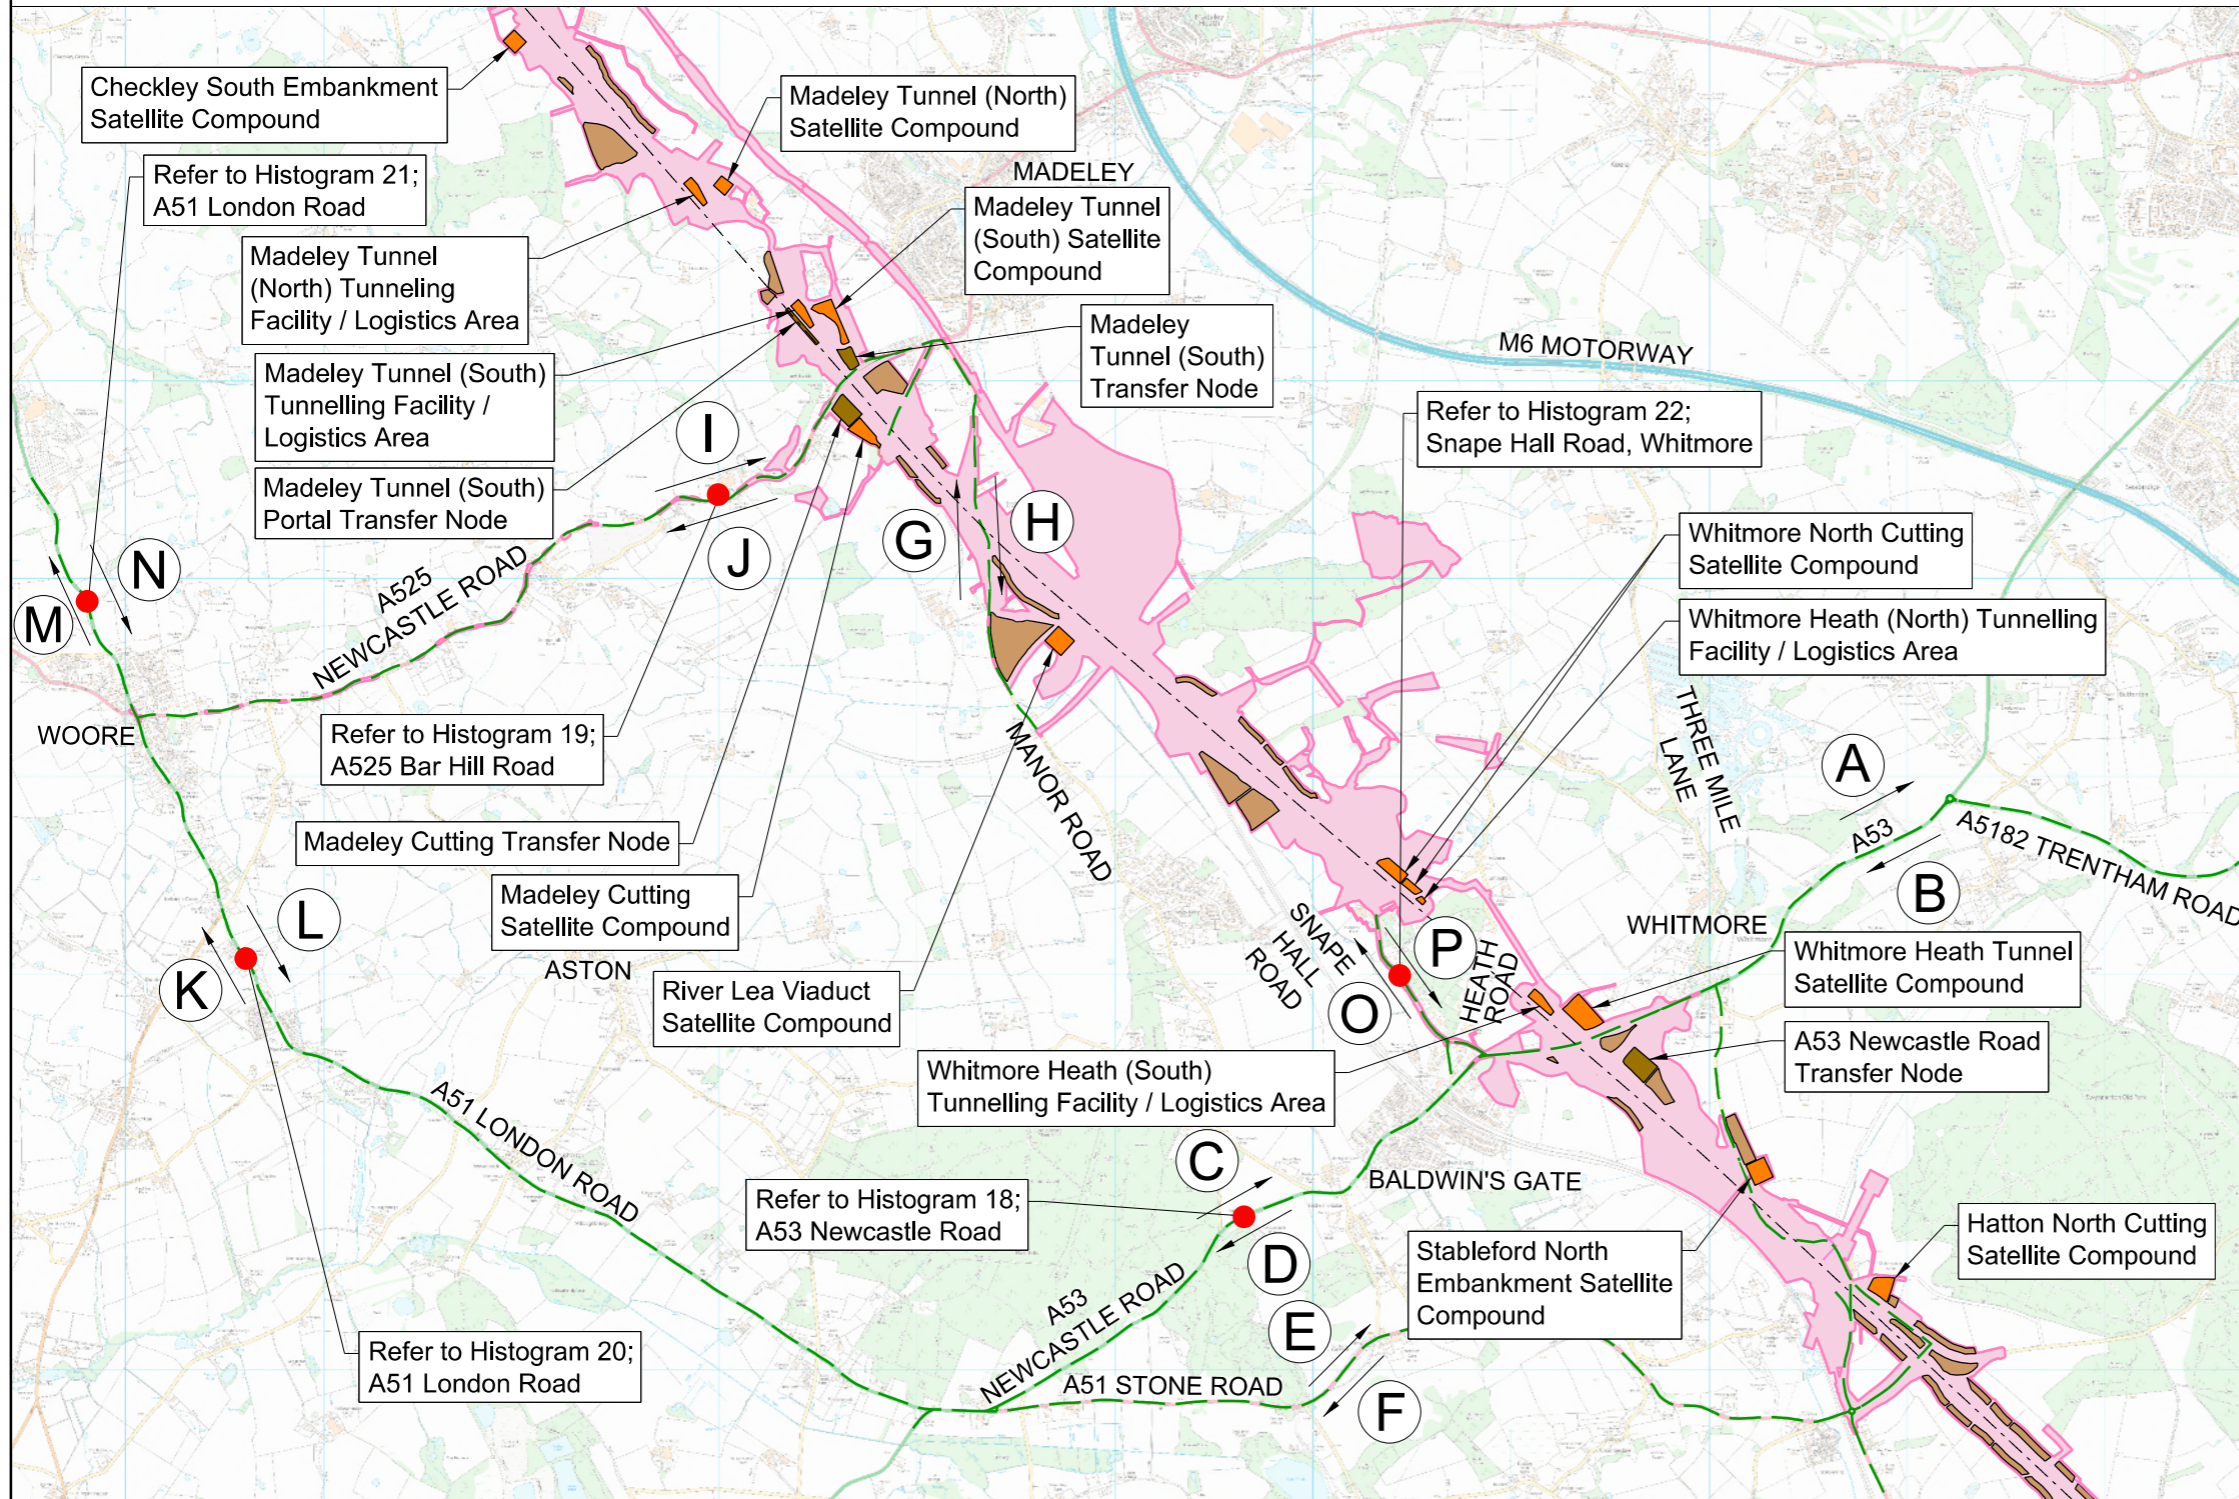 Checkley South Embankment
Satellite Compound
Madeley Tunnel (North)
Satellite Compound
Refer to Histogram 21;
A51 London Road
MADELEY
Madeley Tunnel
(South) Satellite
Compound
Madeley Tunnel
(North) Tunneling
Facility / Logistics Area
Madeley
Tunnel (South)
Transfer Node
M6 MOTORWAY
Madeley Tunnel (South)
Tunnelling Facility /
Logistics Area
Refer to Histogram 22;
Snape Hall Road, Whitmore
I
Madeley Tunnel (South)
Portal Transfer Node
H
G
J
N
M
A525
NEWCASTLE ROAD
Whitmore North Cutting
Satellite Compound
Whitmore Heath (North) Tunnelling
Facility / Logistics Area
WOORE
Refer to Histogram 19;
A525 Bar Hill Road
MANOR ROAD
THREE MILE
LANE
A
A53
A5182 TRENTHAM ROAD
B
Madeley Cutting Transfer Node
Madeley Cutting
Satellite Compound
L
K
ASTON
SNAPE
HALL
ROAD
P
HEATH
ROAD
O
WHITMORE
Whitmore Heath Tunnel
Satellite Compound
River Lea Viaduct
Satellite Compound
A53 Newcastle Road
Transfer Node
Whitmore Heath (South)
Tunnelling Facility / Logistics Area
A51 LONDON ROAD
C
BALDWIN'S GATE
Refer to Histogram 18;
A53 Newcastle Road
D
Stableford North
Embankment Satellite
Compound
Hatton North Cutting
Satellite Compound
A53
NEWCASTLE ROAD
E
Refer to Histogram 20;
A51 London Road
A51 STONE ROAD
F